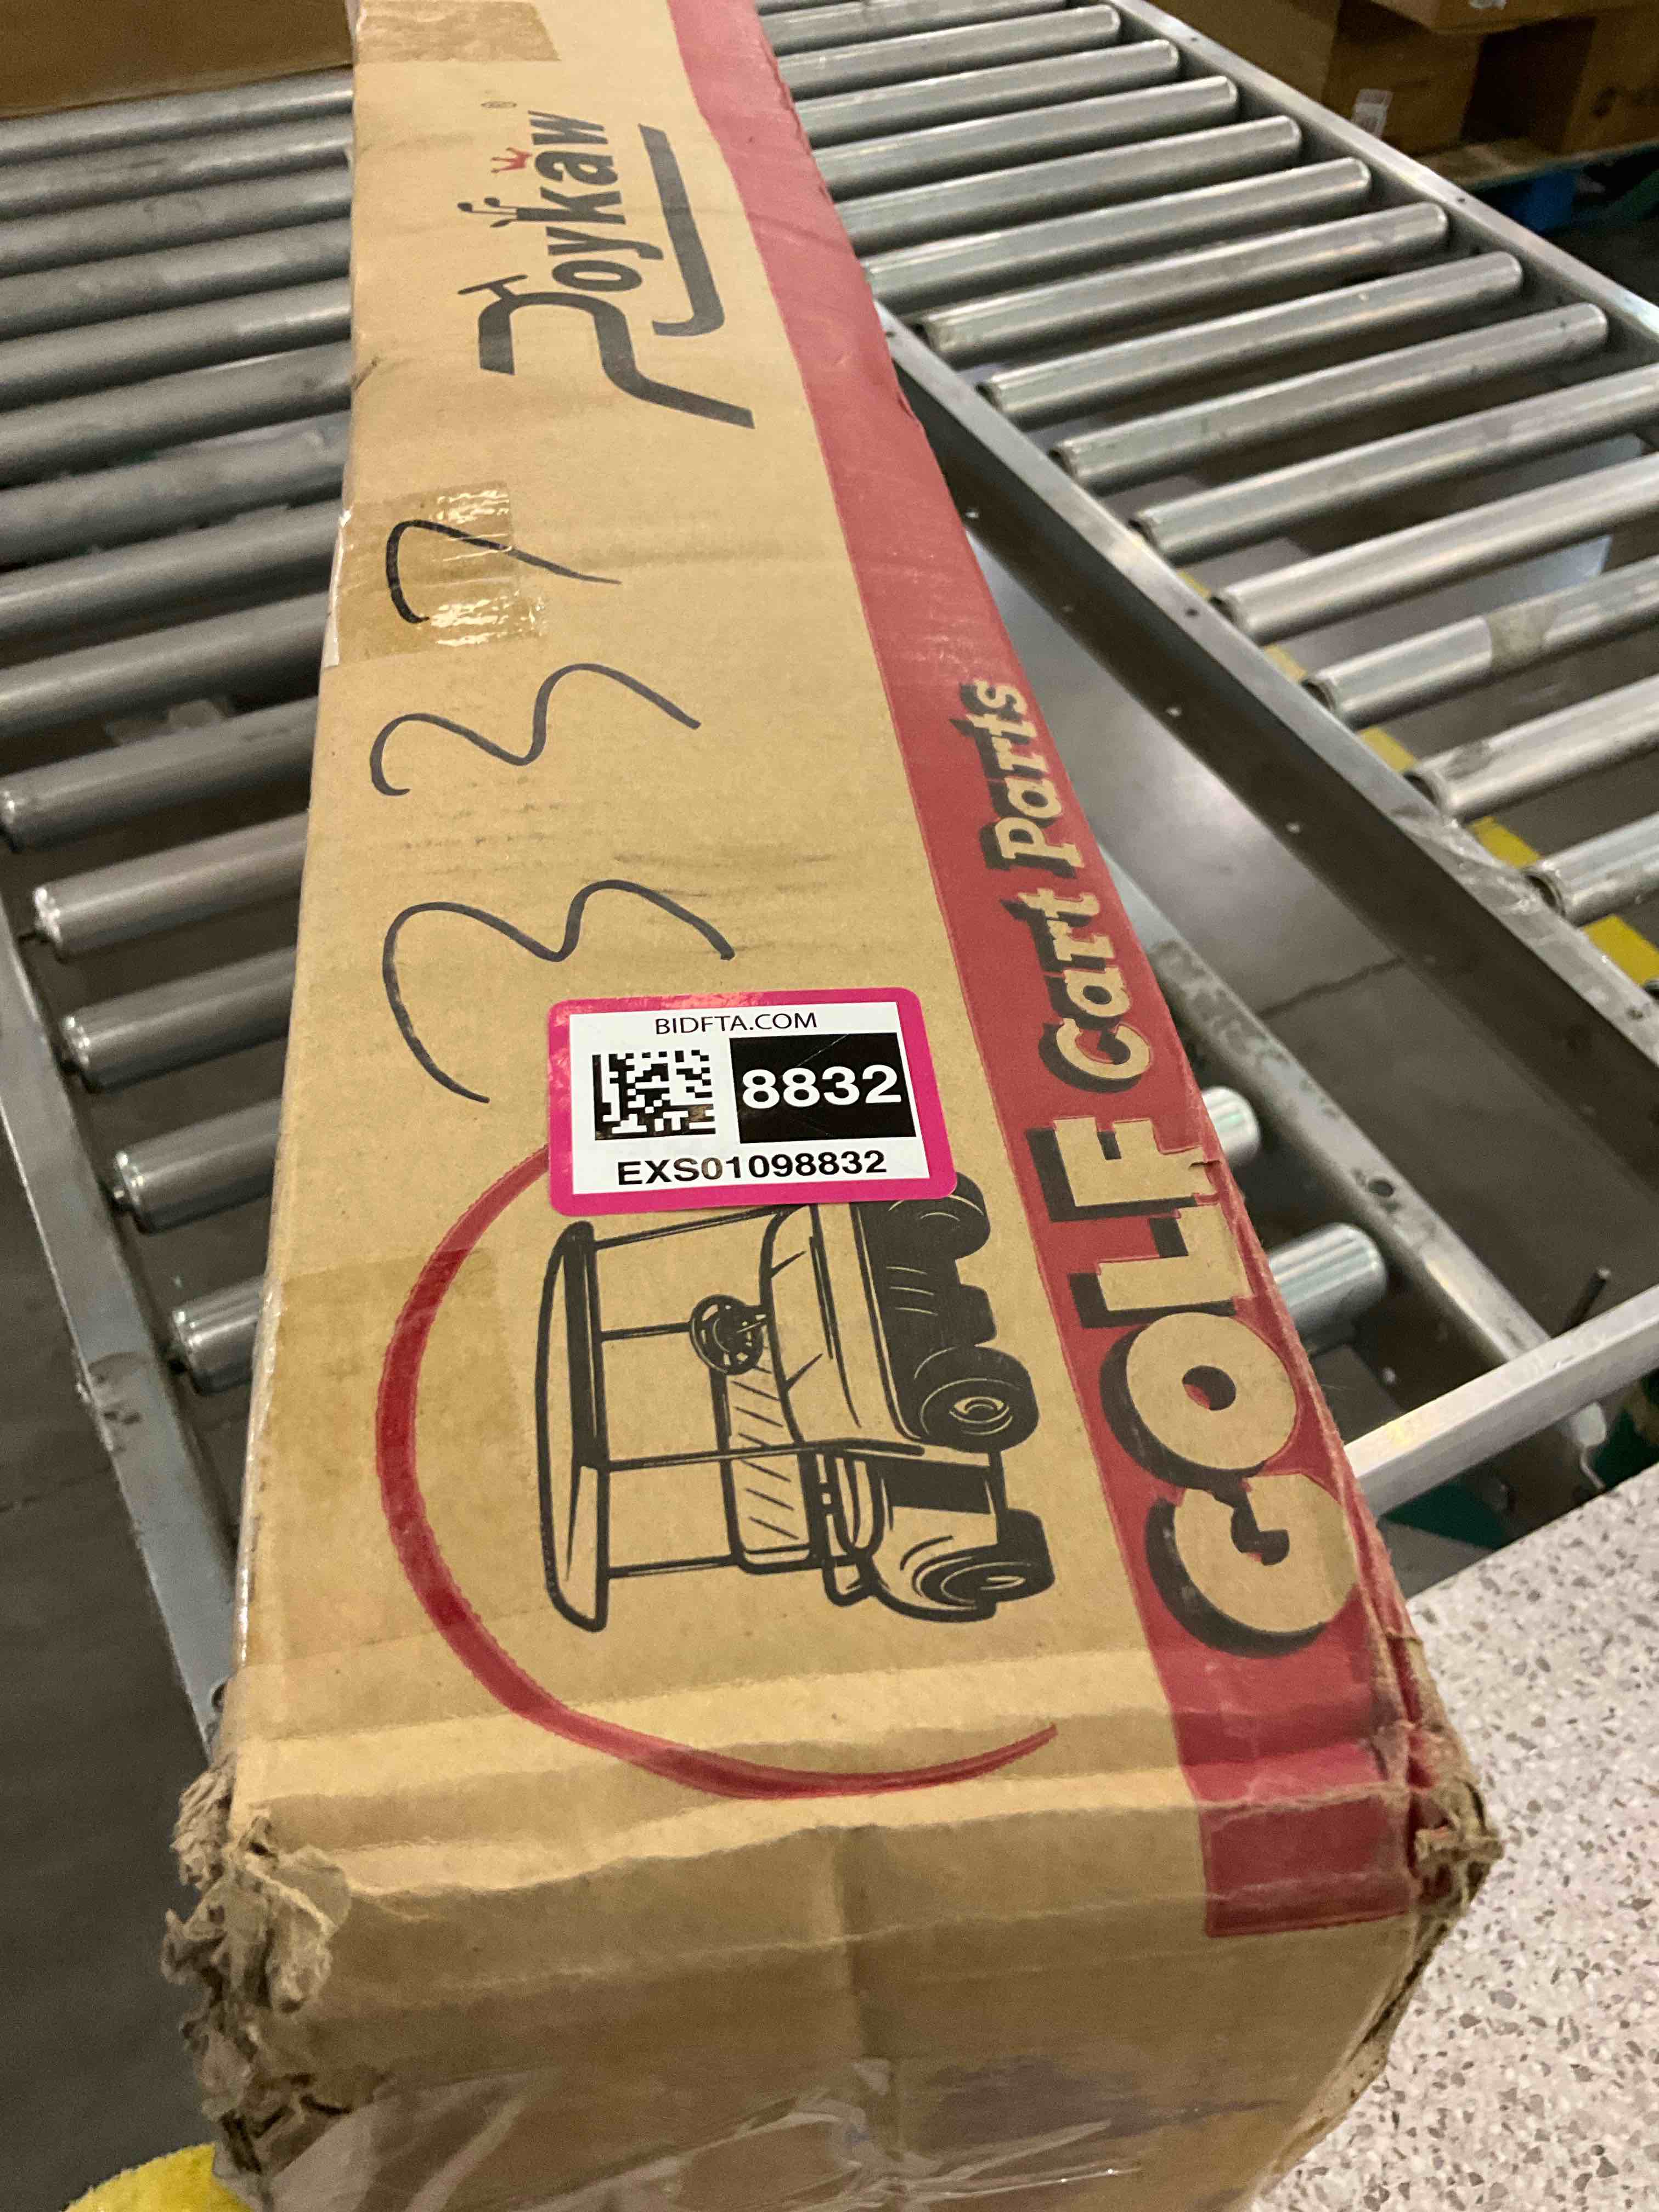 Roykaw®
337
BIDFTA.COM
8832
EXS01098832
GOLF Cart Parts